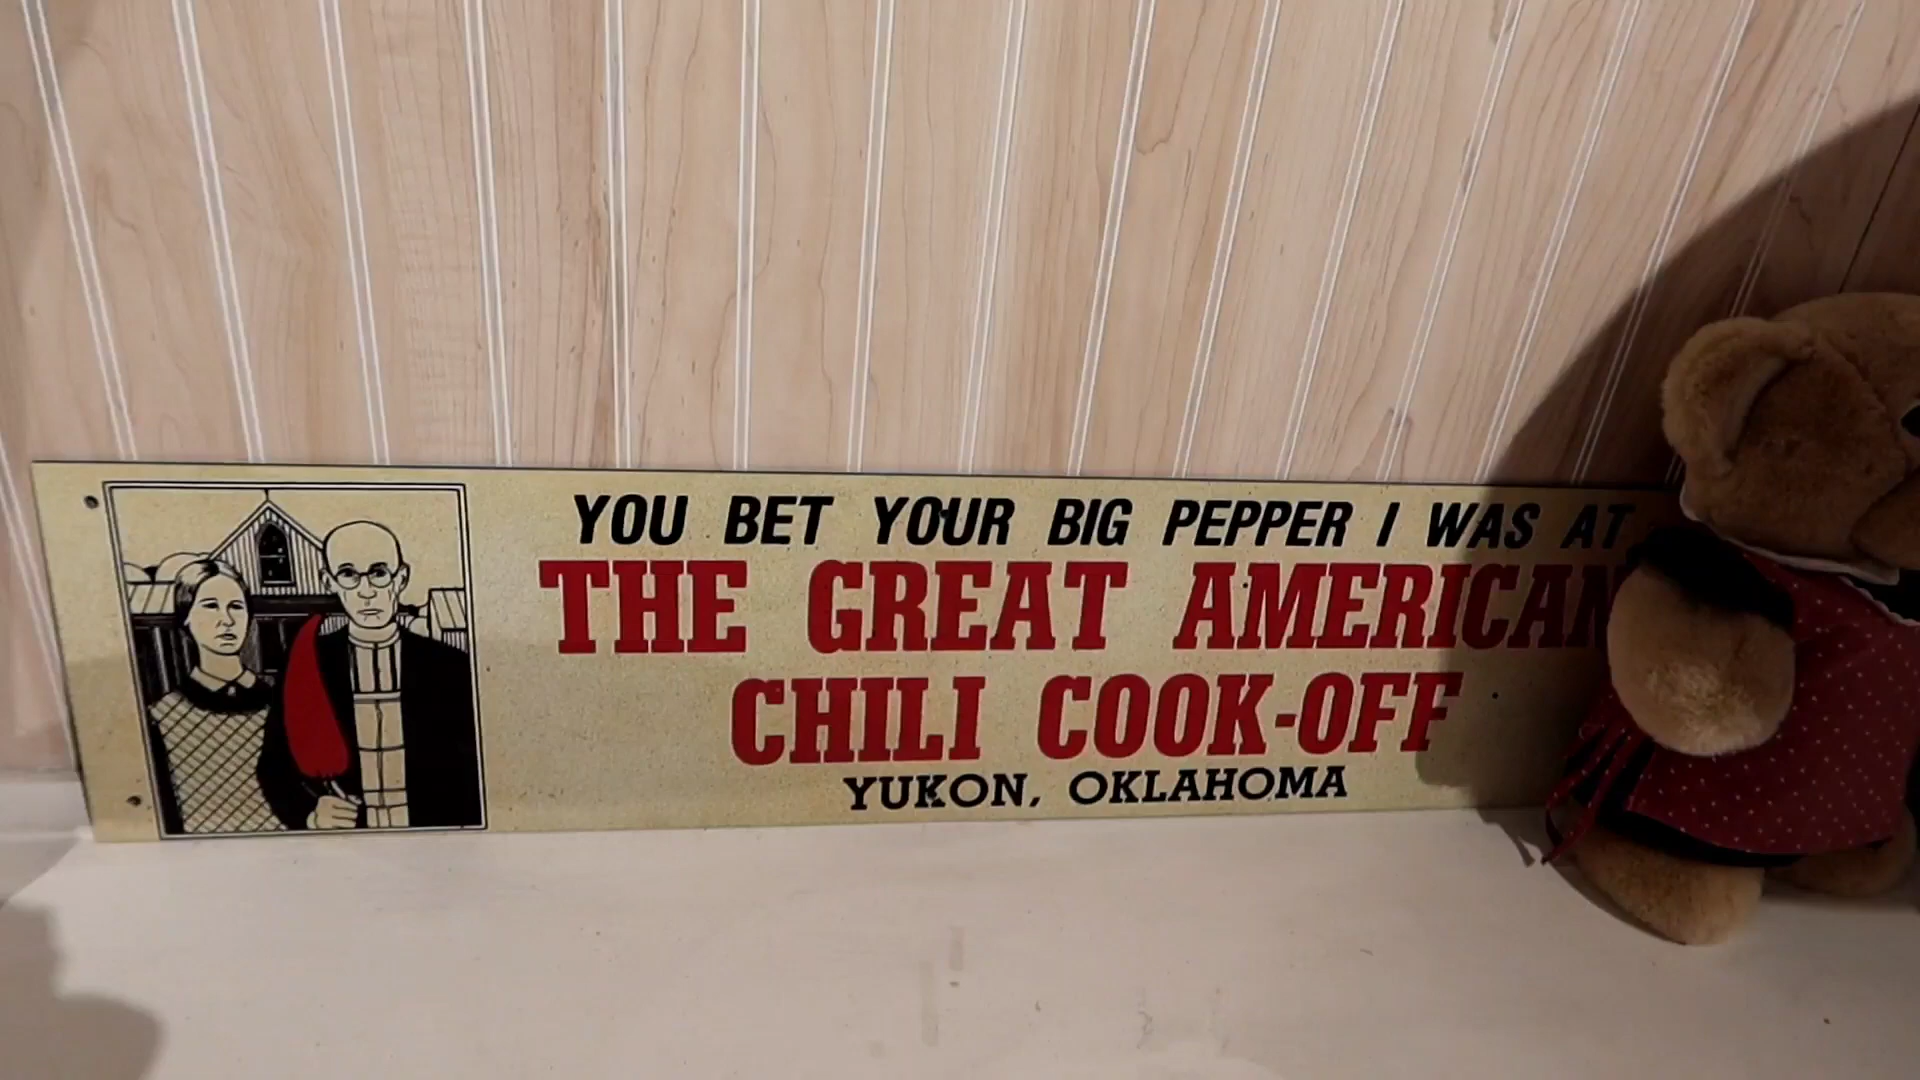 YOU BET YOUR BIG PEPPER I WAS AT
THE GREAT AMERICAN
CHILI COOK-OFF
YUKON, OKLAHOMA